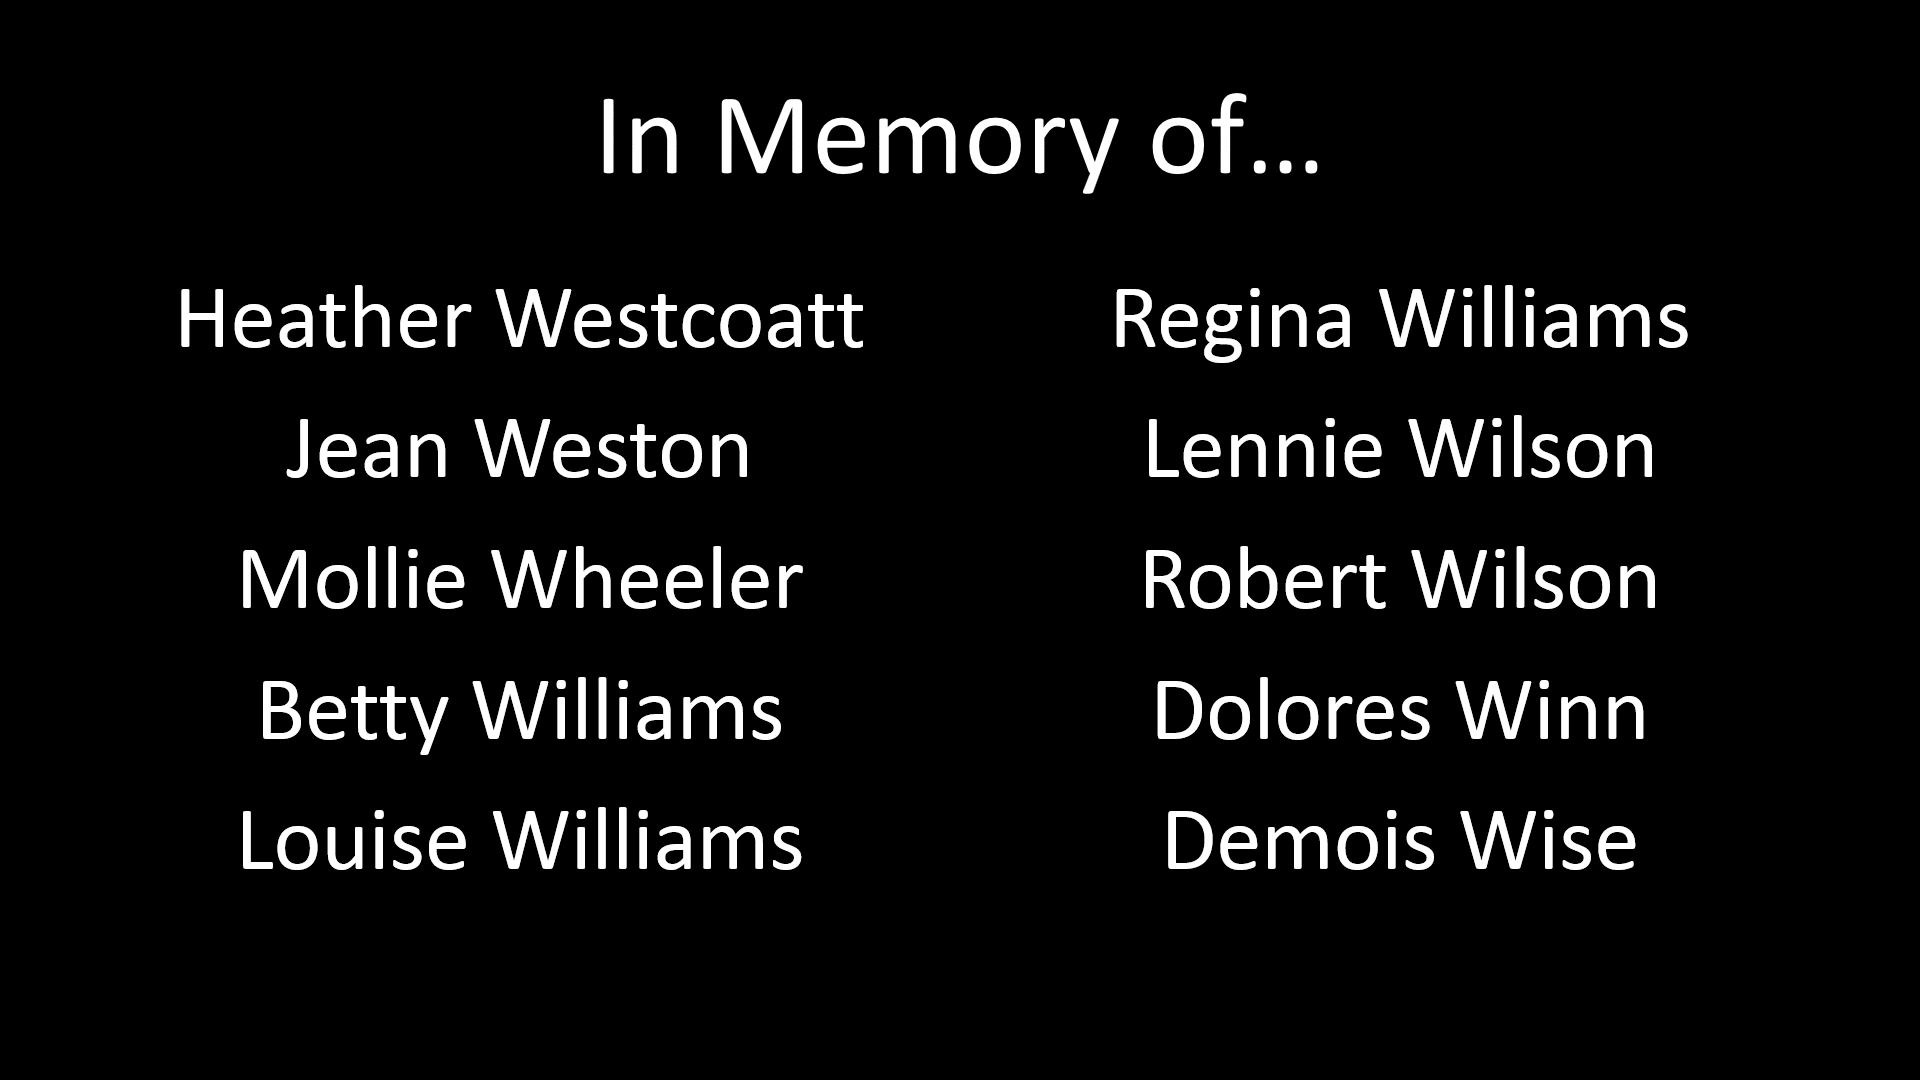 In Memory of...
Heather Westcoatt
Jean Weston
Mollie Wheeler
Betty Williams
Louise Williams
Regina Williams
Lennie Wilson
Robert Wilson
Dolores Winn
Demois Wise